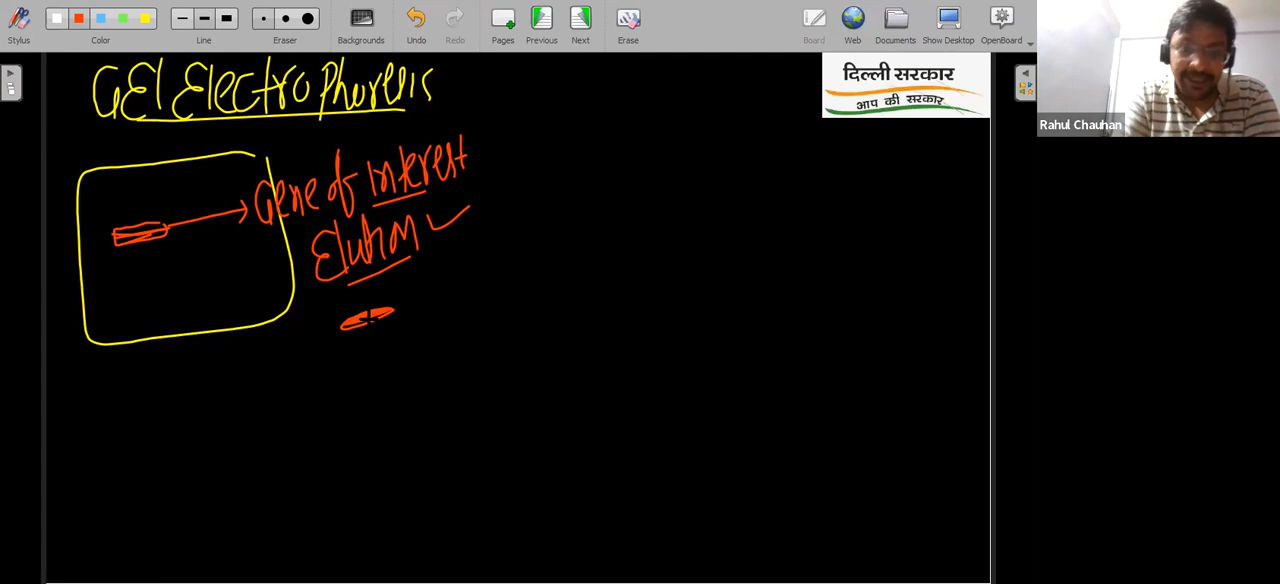 Stylus
Color
Line
Eraser
Backgrounds
Undo
Redo
Pages
Previous
Next
Erase
Board
Web
Documents
Show Desktop
OpenBoard
GEl ElEctroPhoresis
दिल्ली सरकार
आप की सरकार
Rahul Chauhan
Gene of interest
Elution